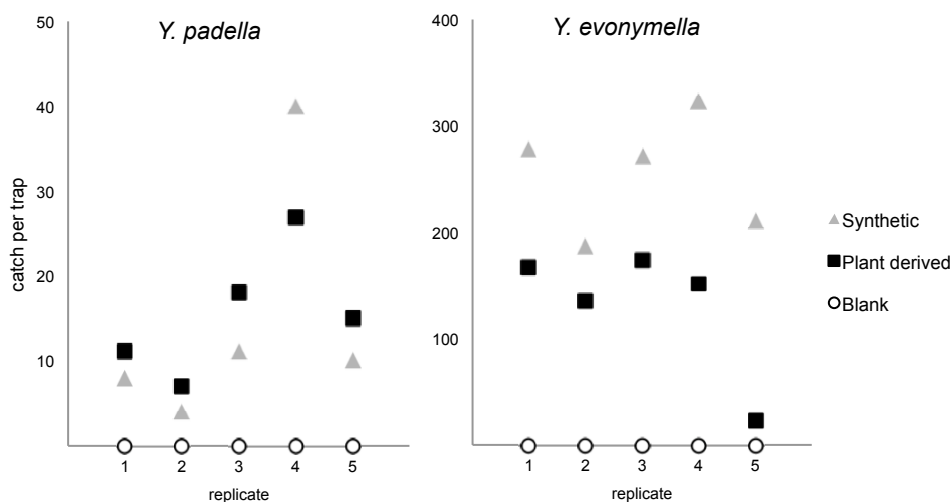 Y. padella
50
40
30
20
10
catch per trap
1 2 3 4 5
replicate
Y. evonymella
400
300
200
100
1 2 3 4 5
replicate
Synthetic
Plant derived
Blank